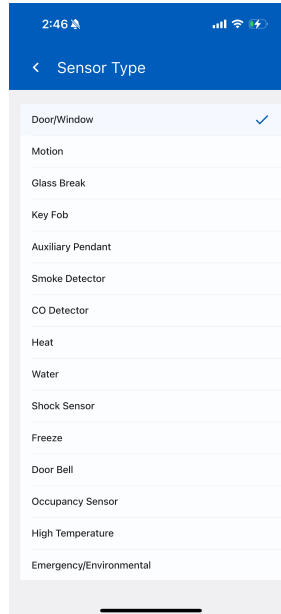 2:46
Sensor Type
Door/Window
Motion
Glass Break
Key Fob
Auxiliary Pendant
Smoke Detector
CO Detector
Heat
Water
Shock Sensor
Freeze
Door Bell
Occupancy Sensor
High Temperature
Emergency/Environmental